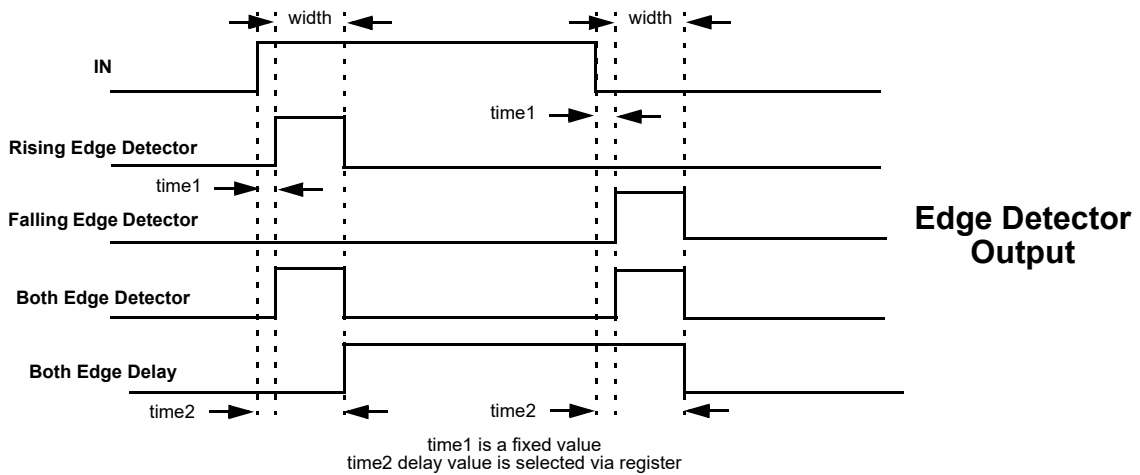 width
width
IN
time1
Rising Edge Detector
time1
Falling Edge Detector
Edge Detector
Output
Both Edge Detector
Both Edge Delay
time2
time2
time1 is a fixed value
time2 delay value is selected via register